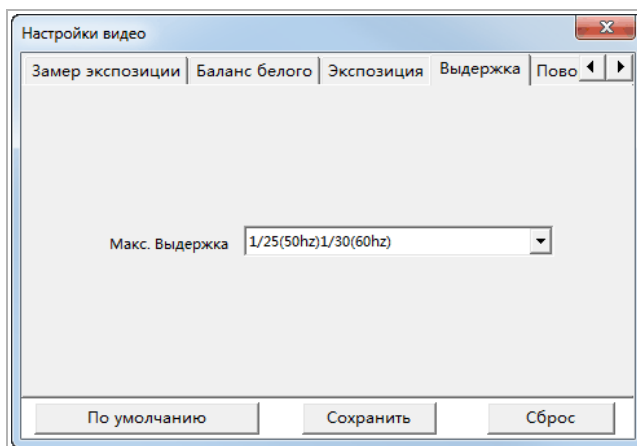 Настройки видео
Замер экспозиции Баланс белого Экспозиция Выдержка Пово
Макс. Выдержка 1/25(50hz)1/30(60hz)
По умолчанию Сохранить Сброс